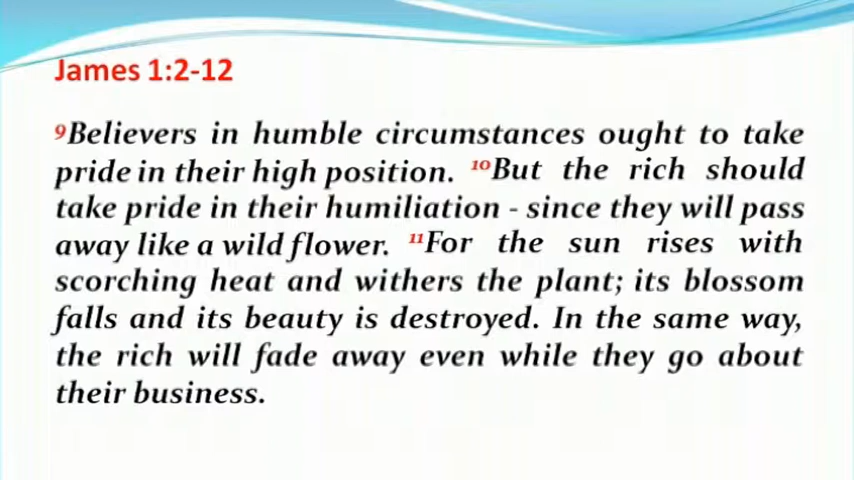 James 1:2-12
9Believers in humble circumstances ought to take
pride in their high position. 10But the rich should
take pride in their humiliation - since they will pass
away like a wild flower. 11For the sun rises with
scorching heat and withers the plant; its blossom
falls and its beauty is destroyed. In the same way,
the rich will fade away even while they go about
their business.